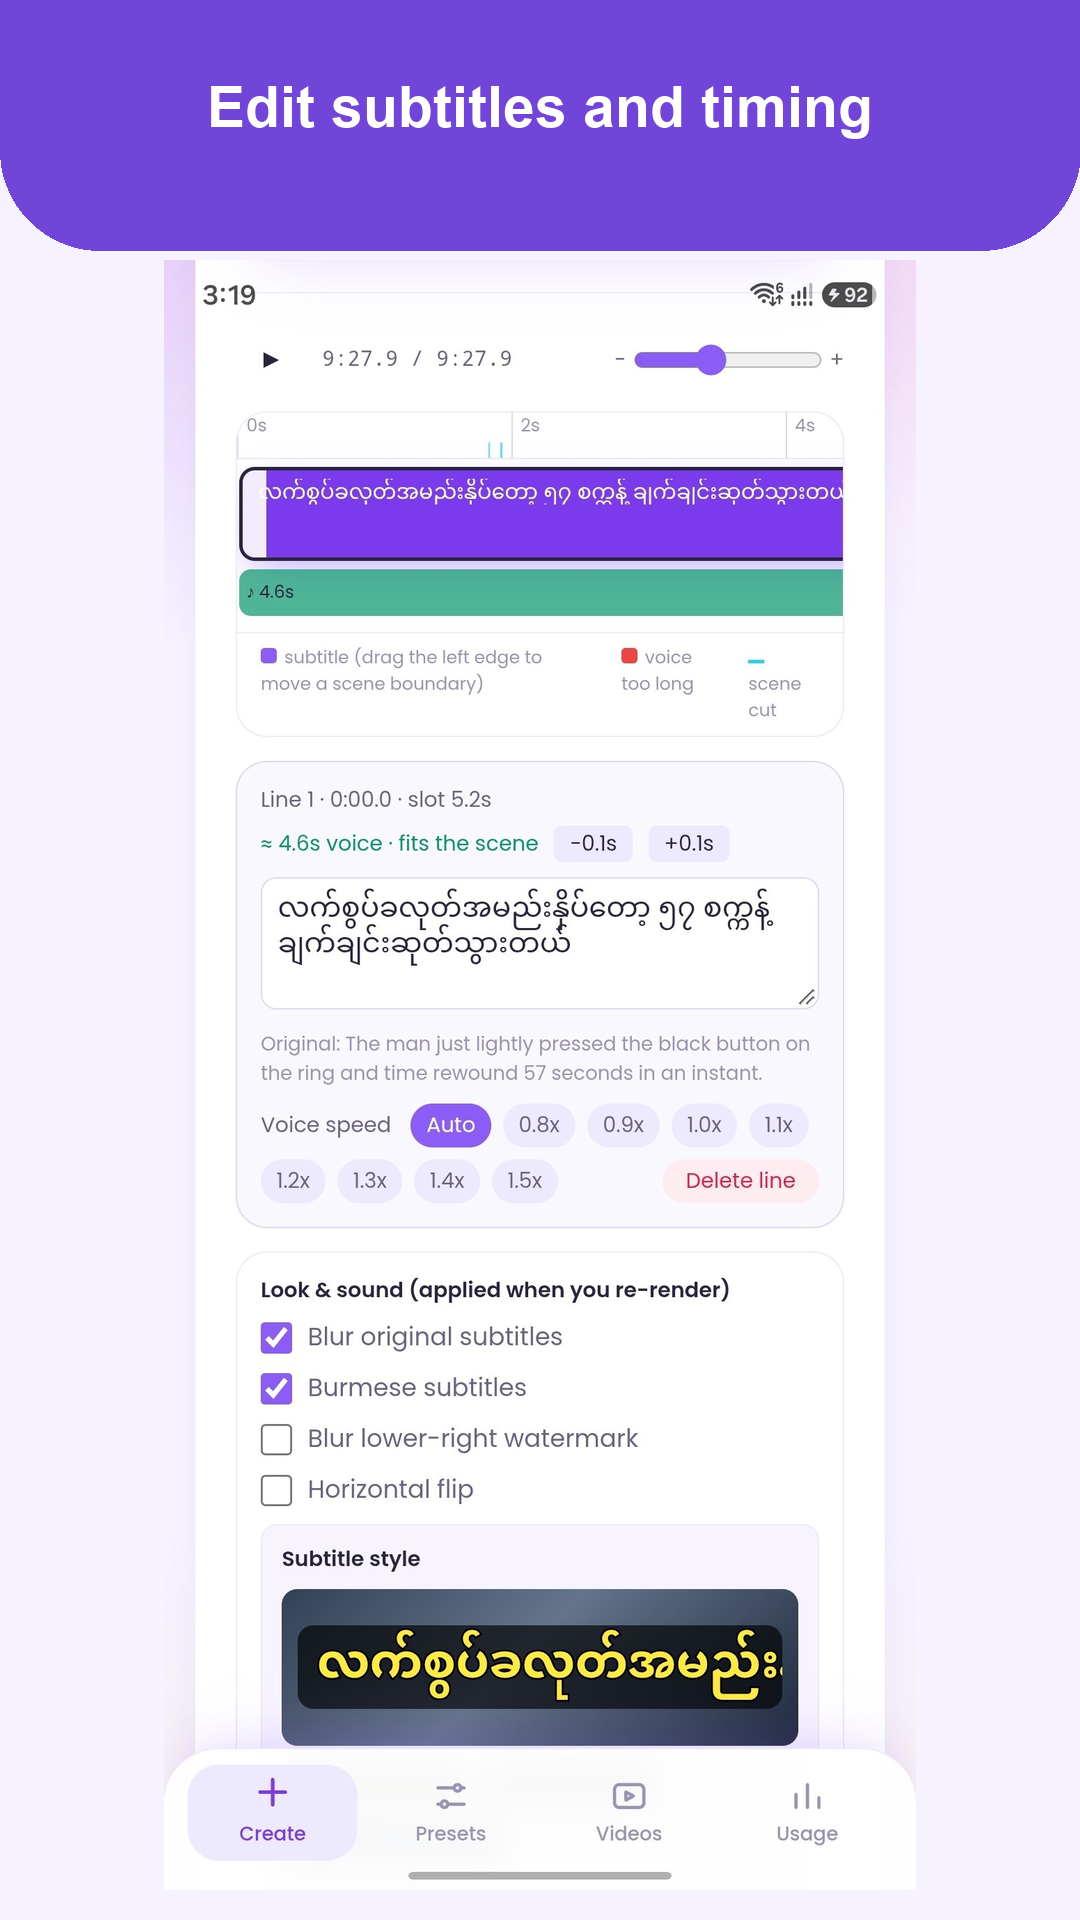 Edit subtitles and timing
3:19
6
92
9:27.9 / 9:27.9
− +
0s 2s 4s
လက်စွပ်ခလုတ်အမည်းနှိပ်တော့ ၅၇ စက္ကန့် ချက်ချင်းဆုတ်သွားတယ်
♪ 4.6s
subtitle (drag the left edge to
move a scene boundary)
voice
too long
scene
cut
Line 1 · 0:00.0 · slot 5.2s
≈ 4.6s voice · fits the scene −0.1s +0.1s
လက်စွပ်ခလုတ်အမည်းနှိပ်တော့ ၅၇ စက္ကန့်
ချက်ချင်းဆုတ်သွားတယ်
Original: The man just lightly pressed the black button on
the ring and time rewound 57 seconds in an instant.
Voice speed Auto 0.8x 0.9x 1.0x 1.1x
1.2x 1.3x 1.4x 1.5x Delete line
Look & sound (applied when you re-render)
Blur original subtitles
Burmese subtitles
Blur lower-right watermark
Horizontal flip
Subtitle style
လက်စွပ်ခလုတ်အမည်း
Create Presets Videos Usage